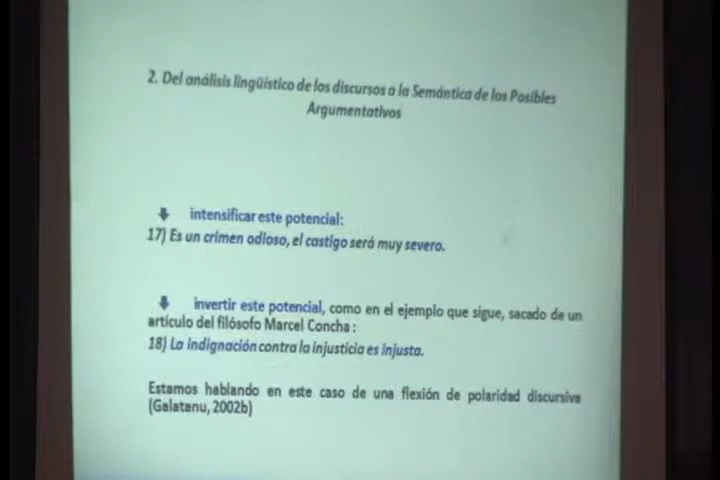 2. Del análisis lingüístico de los discursos a la Semántica de los Posibles
Argumentativos
intensificar este potencial:
17) Es un crimen odioso, el castigo será muy severo.
invertir este potencial, como en el ejemplo que sigue, sacado de un
artículo del filósofo Marcel Concha :
18) La indignación contra la injusticia es injusta.
Estamos hablando en este caso de una flexión de polaridad discursiva
(Galatanu, 2002b)